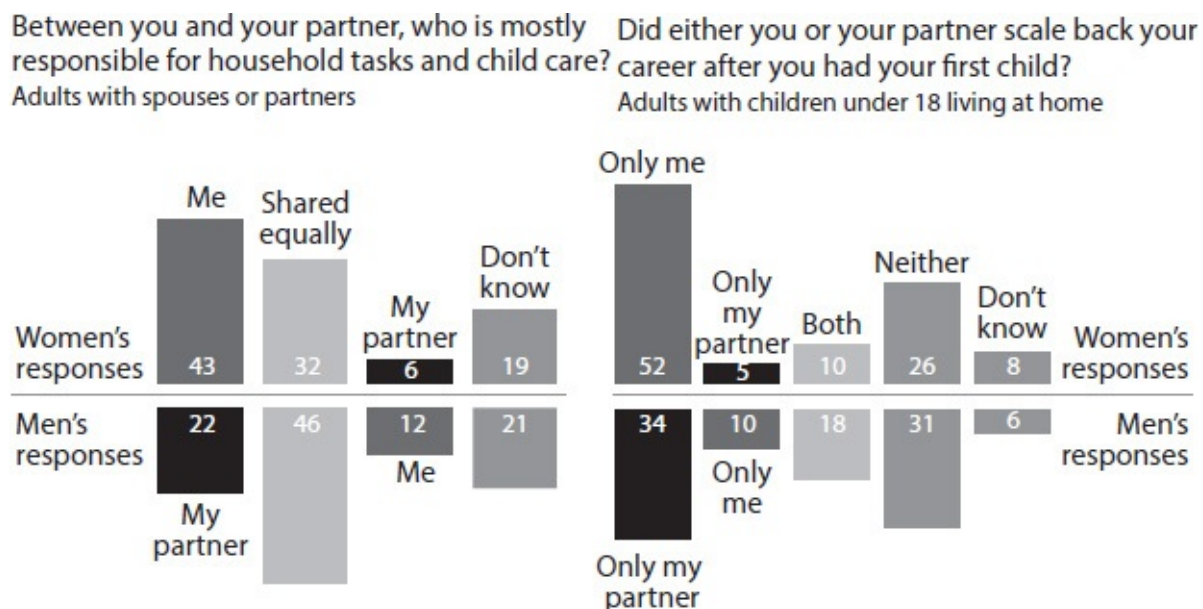 Between you and your partner, who is mostly
responsible for household tasks and child care?
Adults with spouses or partners
Me
Shared
equally
My
partner
Don't
know
Women's
responses
43
32
6
19
Men's
responses
22
46
12
21
My
partner
Me
Did either you or your partner scale back your
career after you had your first child?
Adults with children under 18 living at home
Only me
Only
my
partner
Both
Neither
Don't
know
52
5
10
26
8
Women's
responses
34
10
18
31
6
Men's
responses
Only
me
Only my
partner